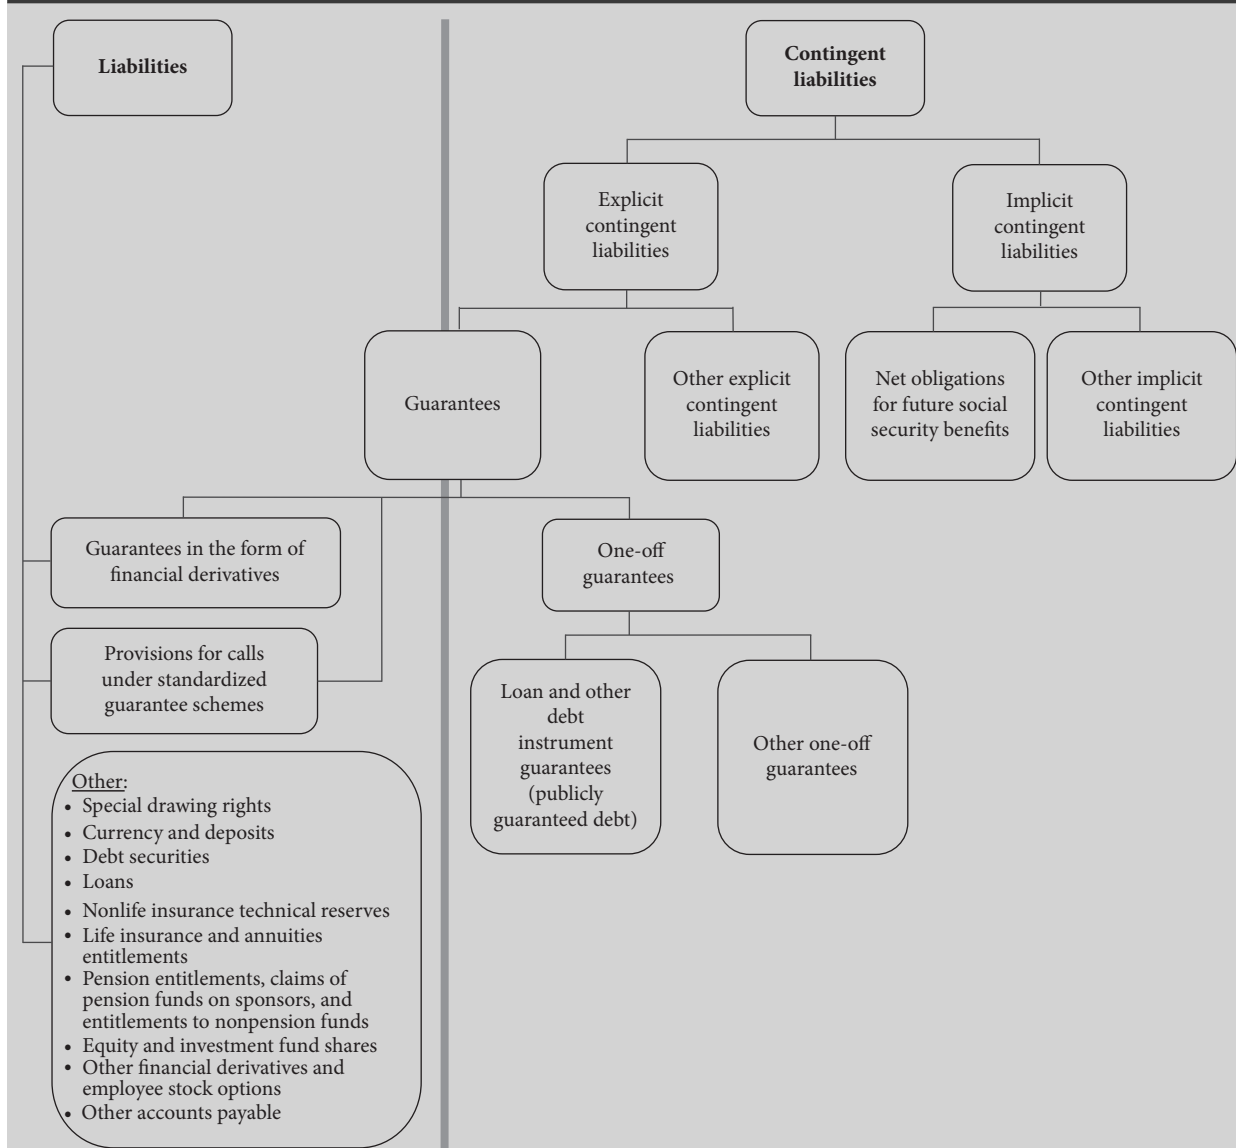 Liabilities
Contingent
liabilities
Explicit
contingent
liabilities
Implicit
contingent
liabilities
Guarantees
Other explicit
contingent
liabilities
Net obligations
for future social
security benefits
Other implicit
contingent
liabilities
Guarantees in the form of
financial derivatives
One-off
guarantees
Provisions for calls
under standardized
guarantee schemes
Loan and other
debt
instrument
guarantees
(publicly
guaranteed debt)
Other one-off
guarantees
Other:
• Special drawing rights
• Currency and deposits
• Debt securities
• Loans
• Nonlife insurance technical reserves
• Life insurance and annuities
entitlements
• Pension entitlements, claims of
pension funds on sponsors, and
entitlements to nonpension funds
• Equity and investment fund shares
• Other financial derivatives and
employee stock options
• Other accounts payable